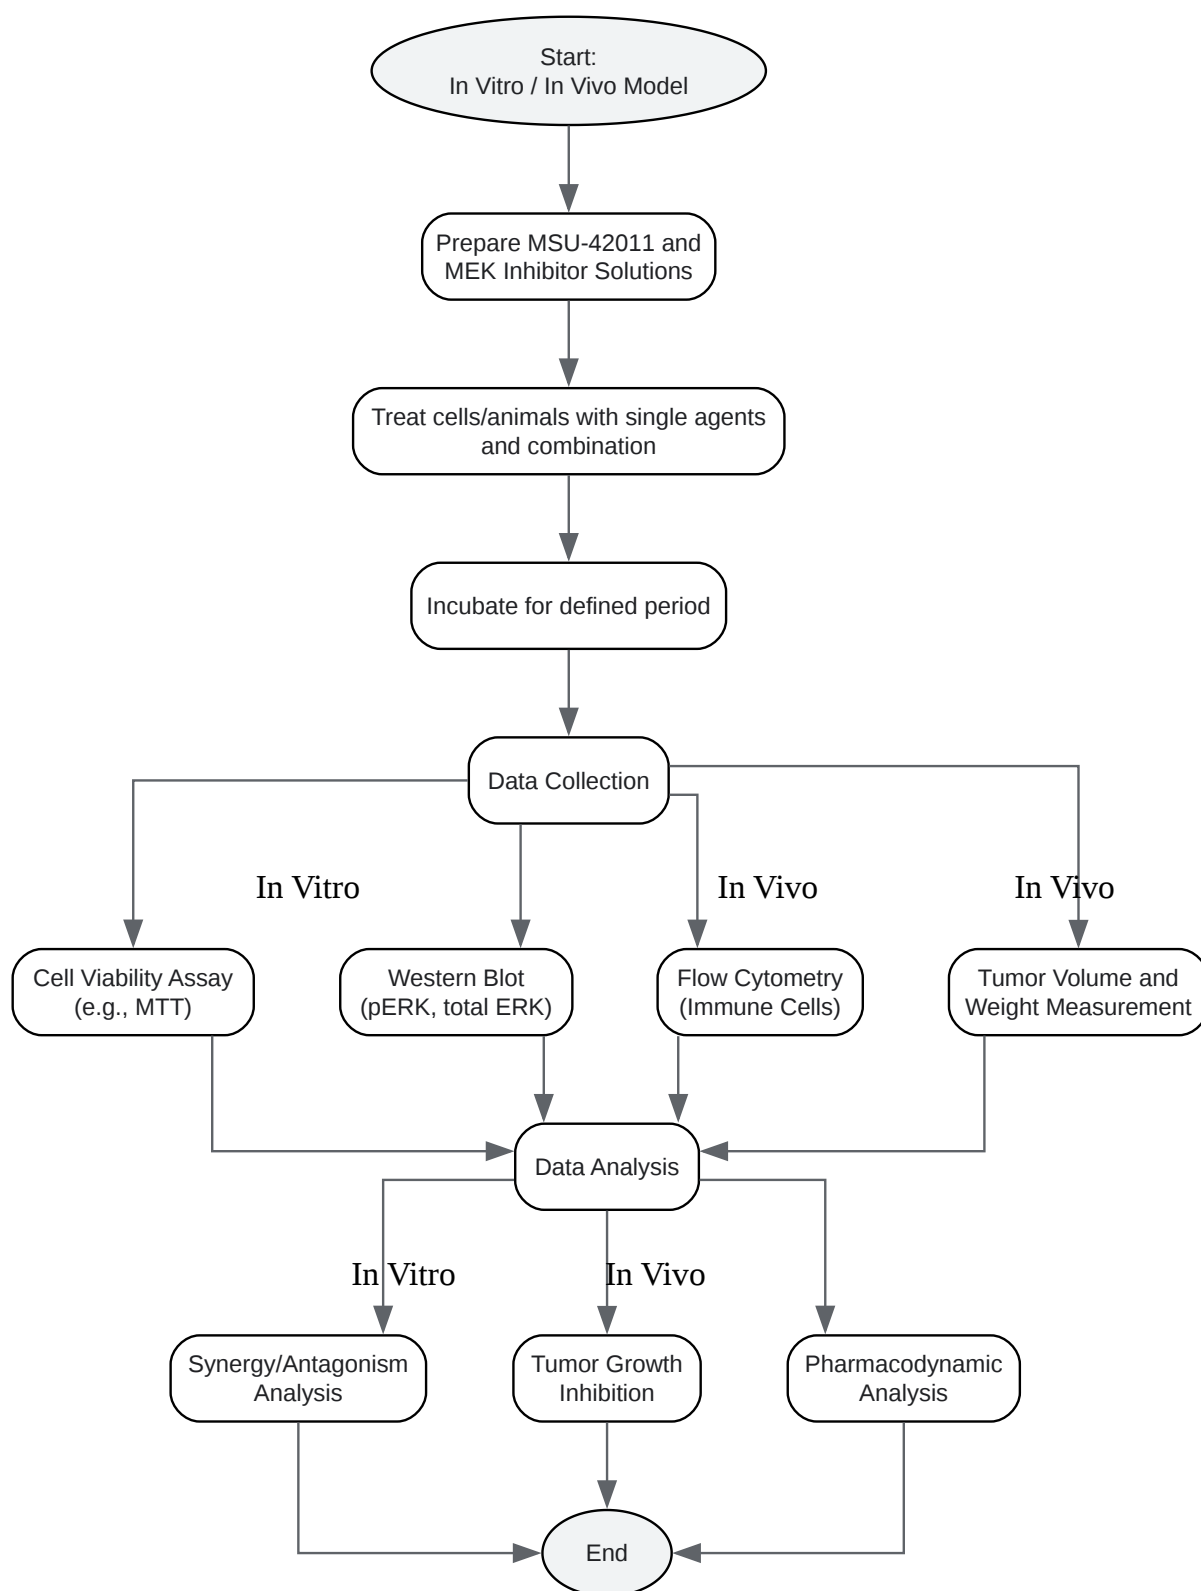 Start:
In Vitro / In Vivo Model
Prepare MSU-42011 and
MEK Inhibitor Solutions
Treat cells/animals with single agents
and combination
Incubate for defined period
Data Collection
In Vitro
In Vivo
In Vivo
Cell Viability Assay
(e.g., MTT)
Western Blot
(pERK, total ERK)
Flow Cytometry
(Immune Cells)
Tumor Volume and
Weight Measurement
Data Analysis
In Vitro
In Vivo
Synergy/Antagonism
Analysis
Tumor Growth
Inhibition
Pharmacodynamic
Analysis
End